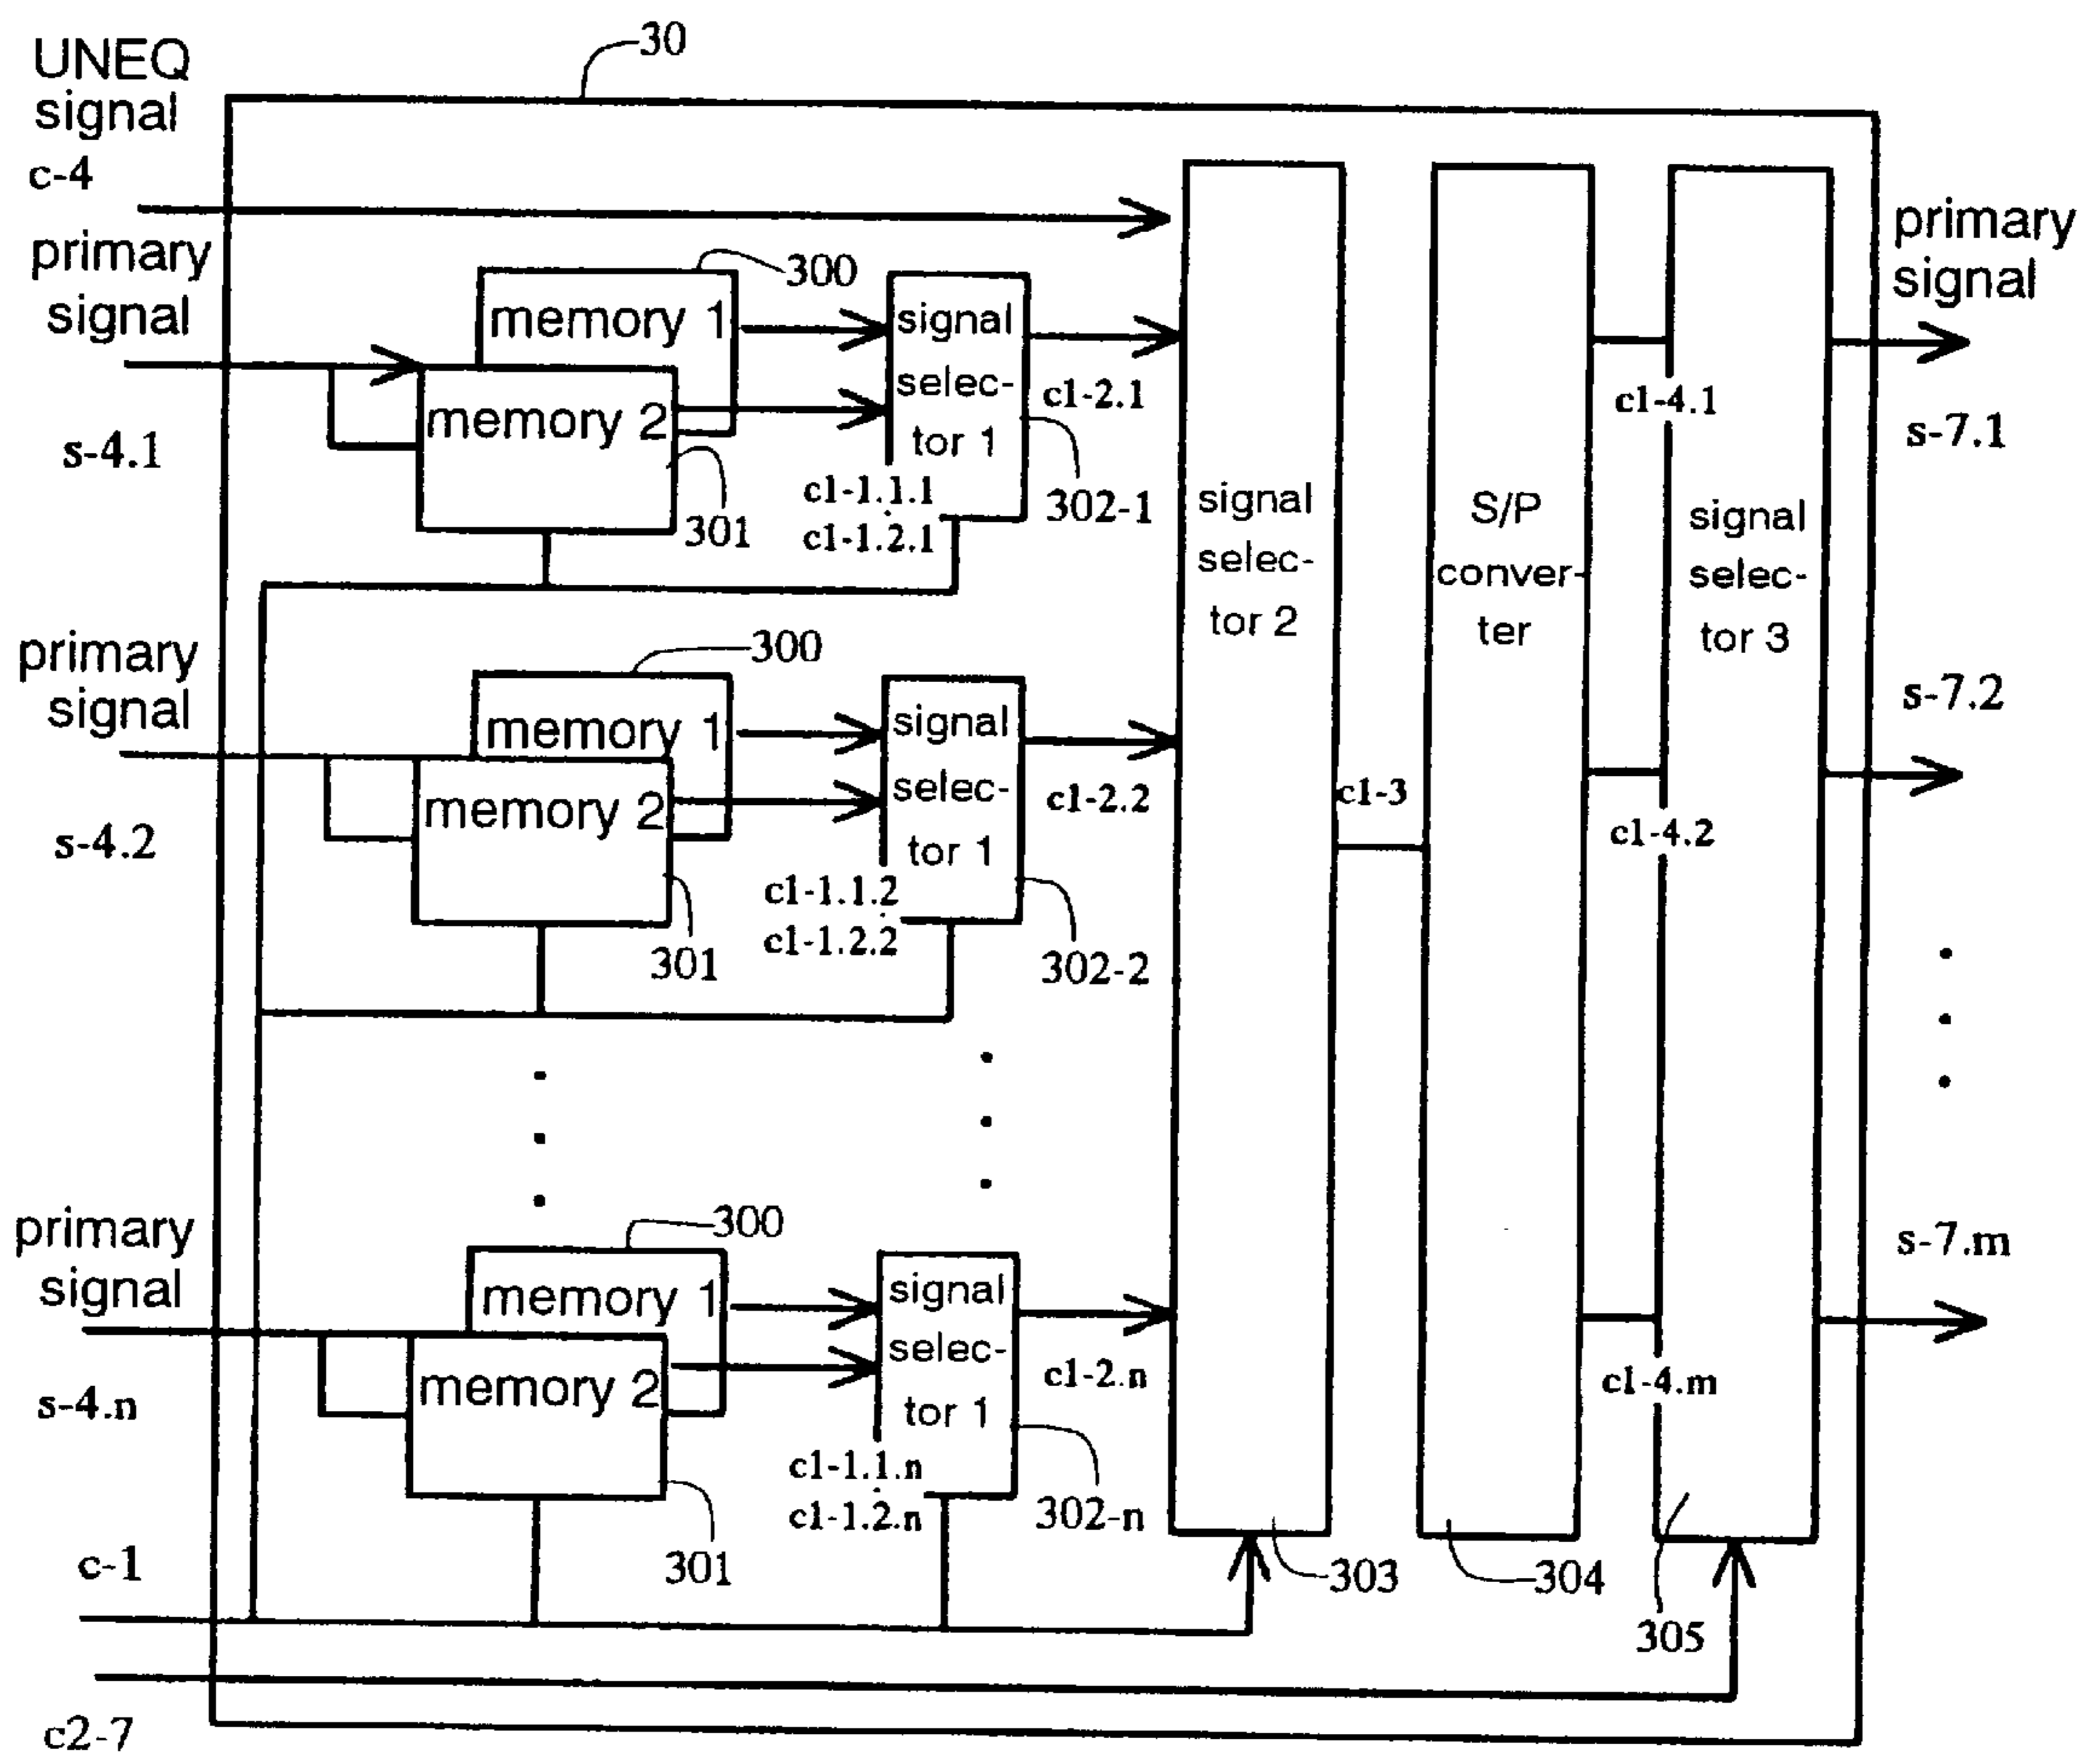 30
UNEQ
signal
c-4
primary
signal
s-4.1
300
memory 1
memory 2
301
signal
selec-
tor 1
c1-1.1.1
c1-1.2.1
c1-2.1
302-1
signal
selec-
tor 2
S/P
conver-
ter
c1-4.1
signal
selec-
tor 3
primary
signal
s-7.1
primary
signal
s-4.2
300
memory 1
memory 2
301
signal
selec-
tor 1
c1-1.1.2
c1-1.2.2
c1-2.2
302-2
c1-3
c1-4.2
s-7.2
primary
signal
s-4.n
300
memory 1
memory 2
301
signal
selec-
tor 1
c1-1.1.n
c1-1.2.n
c1-2.n
302-n
c1-4.m
s-7.m
303
304
305
c-1
c2-7